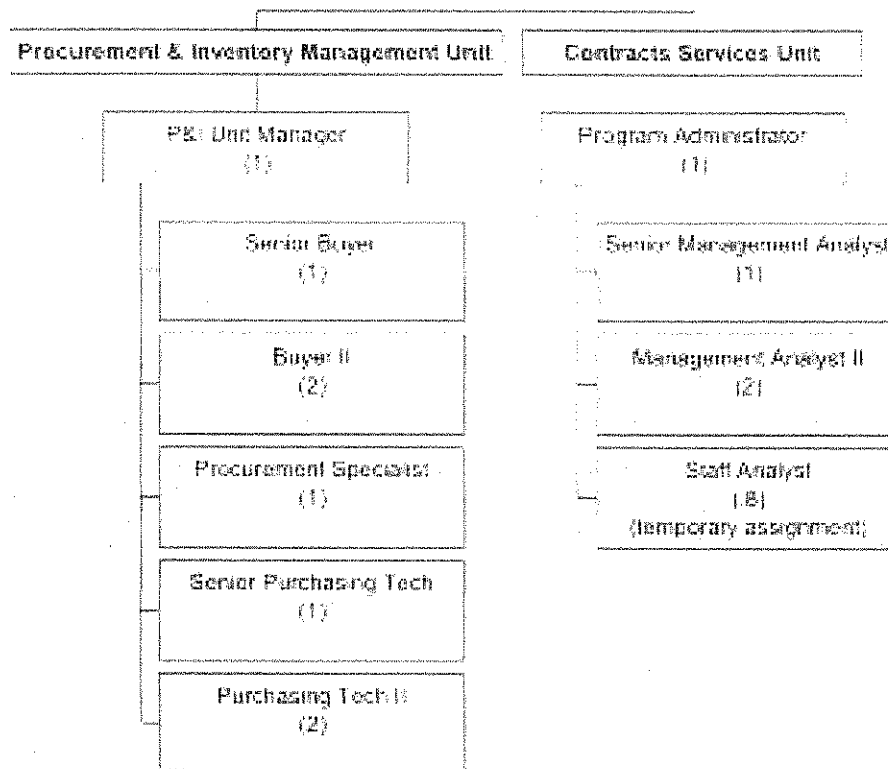 Procurement & Inventory Management Unit
Contracts Services Unit
P&I Unit Manager
(1)
Program Administrator
(1)
Senior Buyer
(1)
Senior Management Analyst
(1)
Buyer II
(2)
Management Analyst II
(2)
Procurement Specialist
(1)
Staff Analyst
(.8)
(temporary assignment)
Senior Purchasing Tech
(1)
Purchasing Tech II
(2)